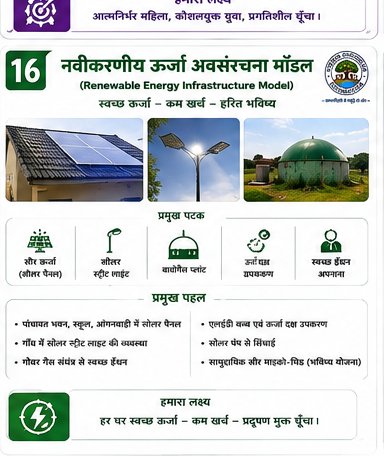 हमारा लक्ष्य
आत्मनिर्भर महिला, कौशलयुक्त युवा, प्रगतिशील घूँचा ।
16
नवीकरणीय ऊर्जा अवसंरचना मॉडल
(Renewable Energy Infrastructure Model)
स्वच्छ ऊर्जा – कम खर्च – हरित भविष्य
प्रमुख घटक
सौर ऊर्जा
(सोलर पैनल)
सोलर
स्ट्रीट लाईट
बायोगैस प्लांट
ऊर्जा दक्ष
उपकरण
स्वच्छ ईंधन
अपनाना
प्रमुख पहल
• पंचायत भवन, स्कूल, आंगनवाड़ी में सोलर पैनल
• गाँव में सोलर स्ट्रीट लाइट की व्यवस्था
• गोबर गैस संयंत्र से स्वच्छ ईंधन
• एलईडी बल्ब एवं ऊर्जा दक्ष उपकरण
• सोलर पंप से सिंचाई
• सामुदायिक सौर माइक्रो-ग्रिड (भविष्य योजना)
हमारा लक्ष्य
हर घर स्वच्छ ऊर्जा – कम खर्च – प्रदूषण मुक्त घूँचा ।